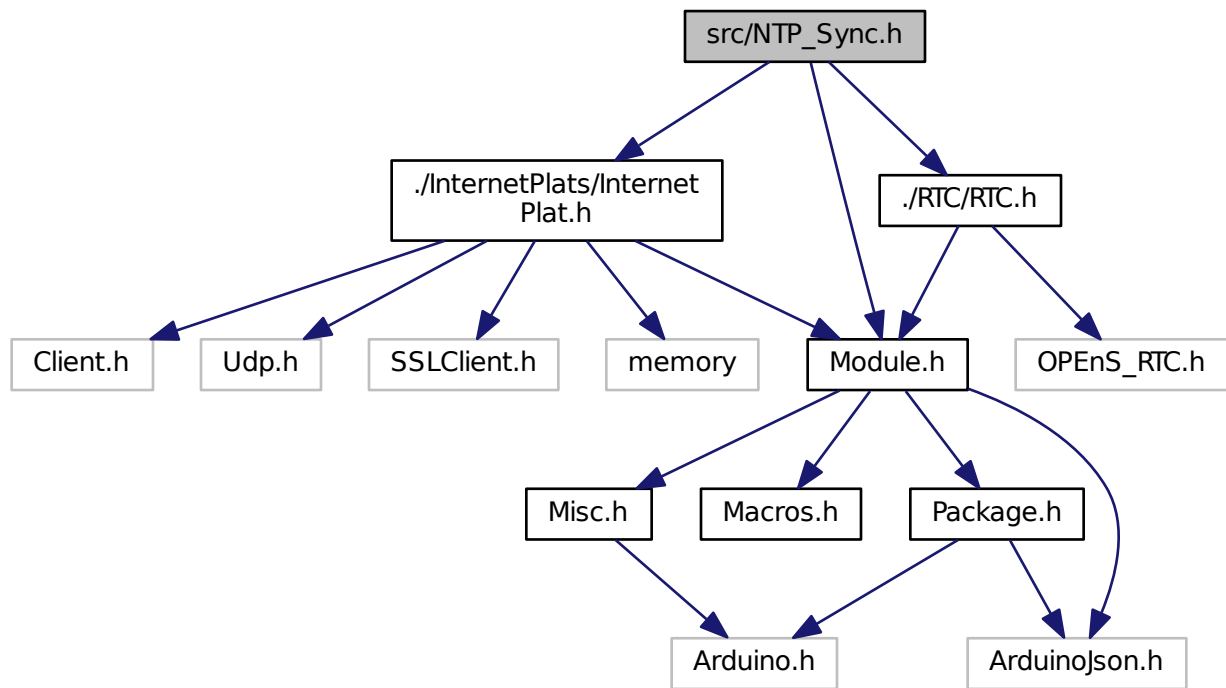 src/NTP_Sync.h
./InternetPlats/Internet
Plat.h
./RTC/RTC.h
Client.h
Udp.h
SSLClient.h
memory
Module.h
OPEnS_RTC.h
Misc.h
Macros.h
Package.h
Arduino.h
ArduinoJson.h